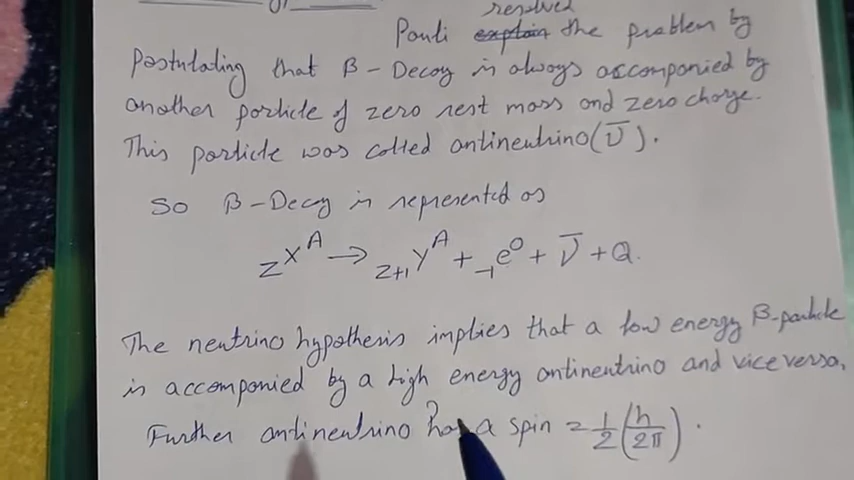 resolved
Pauli explain the problem by
postulating that β-Decay is always accompanied by
another particle of zero rest mass and zero charge.
This particle was called antineutrino(ν̄).
So β-Decay is represented as
zX^A → z+1Y^A + -1e^0 + ν̄ + Q.
The neutrino hypothesis implies that a low energy β-particle
is accompanied by a high energy antineutrino and vice versa.
Further antineutrino has a spin = 1/2 (h/2π).